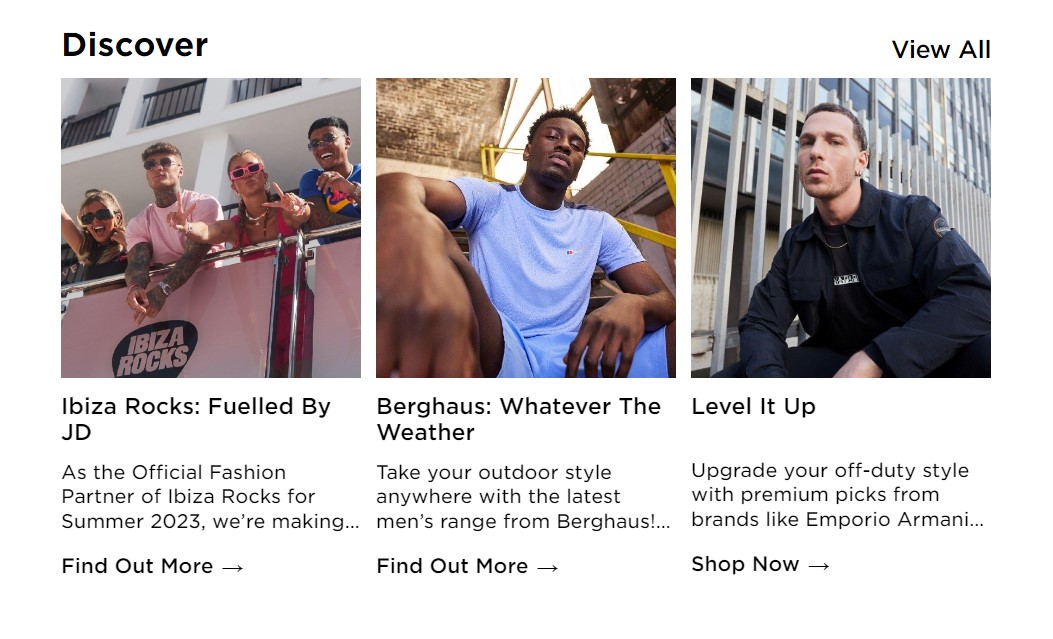 Discover
View All
IBIZA
ROCKS
Ibiza Rocks: Fuelled By
JD
As the Official Fashion
Partner of Ibiza Rocks for
Summer 2023, we’re making...
Find Out More →
Berghaus: Whatever The
Weather
Take your outdoor style
anywhere with the latest
men’s range from Berghaus!...
Find Out More →
Level It Up
Upgrade your off-duty style
with premium picks from
brands like Emporio Armani...
Shop Now →